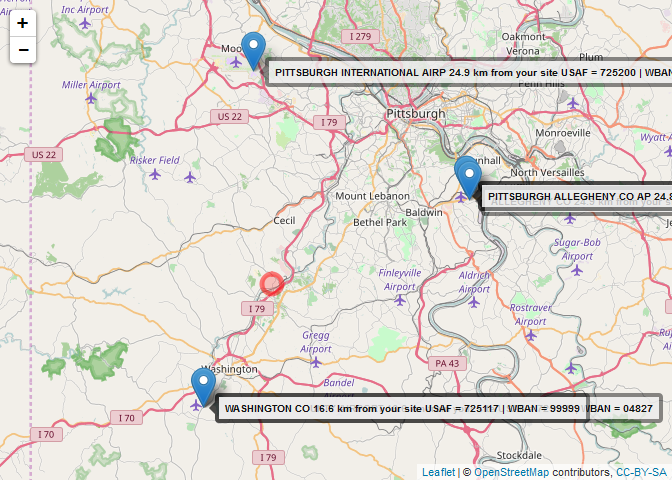 +
−
Inc Airport
I 279
Oakmont
Verona
Plum
Moo
PITTSBURGH INTERNATIONAL AIRP 24.9 km from your site USAF = 725200 | WBAN
Penn Hills
Miller Airport
US 22
I 79
Pittsburgh
Monroeville
Wyatt A
US 22
Risker Field
nhall
North Versailles
PITTSBURGH ALLEGHENY CO AP 24.8
Mount Lebanon
Baldwin
Cecil
Bethel Park
Sugar-Bob
Airport
Finleyville
Airport
Aldrich
Airport
I 79
Rostraver
Airport
Gregg
Airport
PA 43
Washington
Bandel
WASHINGTON CO 16.6 km from your site USAF = 725117 | WBAN = 99999
WBAN = 04827
I 70
I 70
I 79
Stockdale
Leaflet | © OpenStreetMap contributors, CC-BY-SA